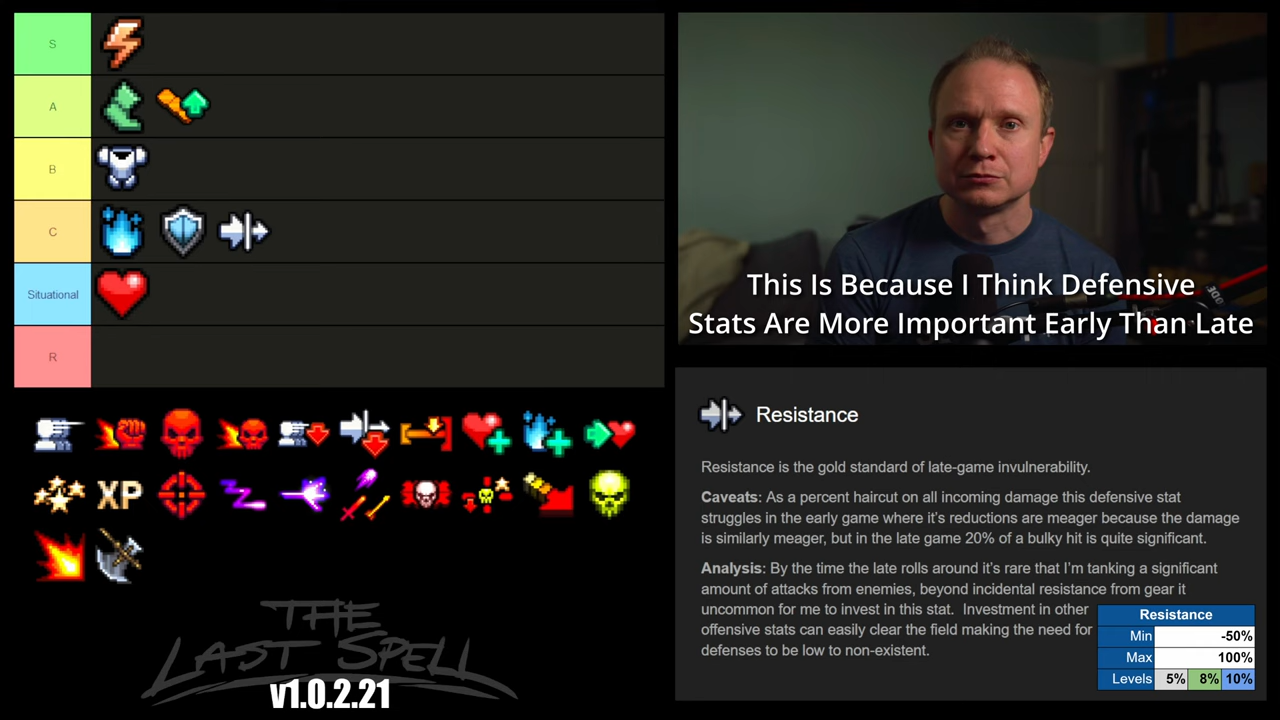 S
A
B
C
Situational
R
XP
THE
LAST SPELL
v1.0.2.21
This Is Because I Think Defensive
Stats Are More Important Early Than Late
Resistance
Resistance is the gold standard of late-game invulnerability.
Caveats: As a percent haircut on all incoming damage this defensive stat
struggles in the early game where it's reductions are meager because the damage
is similarly meager, but in the late game 20% of a bulky hit is quite significant.
Analysis: By the time the late rolls around it's rare that I'm tanking a significant
amount of attacks from enemies, beyond incidental resistance from gear it
uncommon for me to invest in this stat. Investment in other
offensive stats can easily clear the field making the need for
defenses to be low to non-existent.
Resistance
Min -50%
Max 100%
Levels 5% 8% 10%